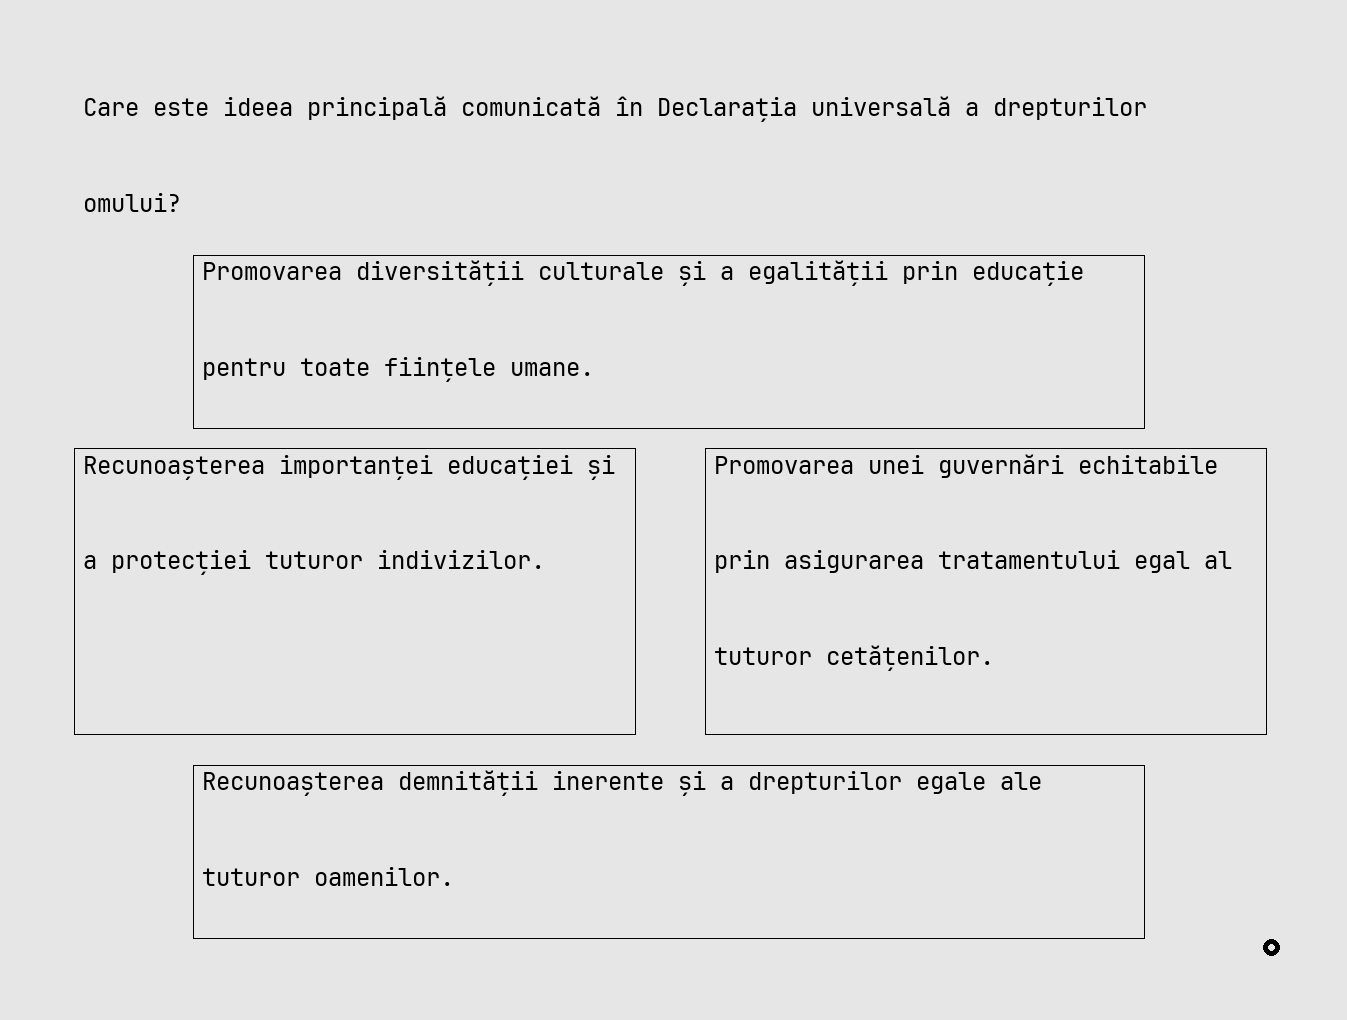 Care este ideea principală comunicată în Declarația universală a drepturilor
omului?
Promovarea diversității culturale și a egalității prin educație
pentru toate ființele umane.
Recunoașterea importanței educației și
a protecției tuturor indivizilor.
Promovarea unei guvernări echitabile
prin asigurarea tratamentului egal al
tuturor cetățenilor.
Recunoașterea demnității inerente și a drepturilor egale ale
tuturor oamenilor.